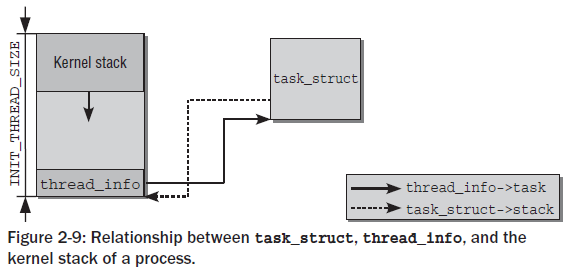 INIT_THREAD_SIZE
Kernel stack
task_struct
thread_info
thread_info->task
task_struct->stack
Figure 2-9: Relationship between task_struct, thread_info, and the
kernel stack of a process.